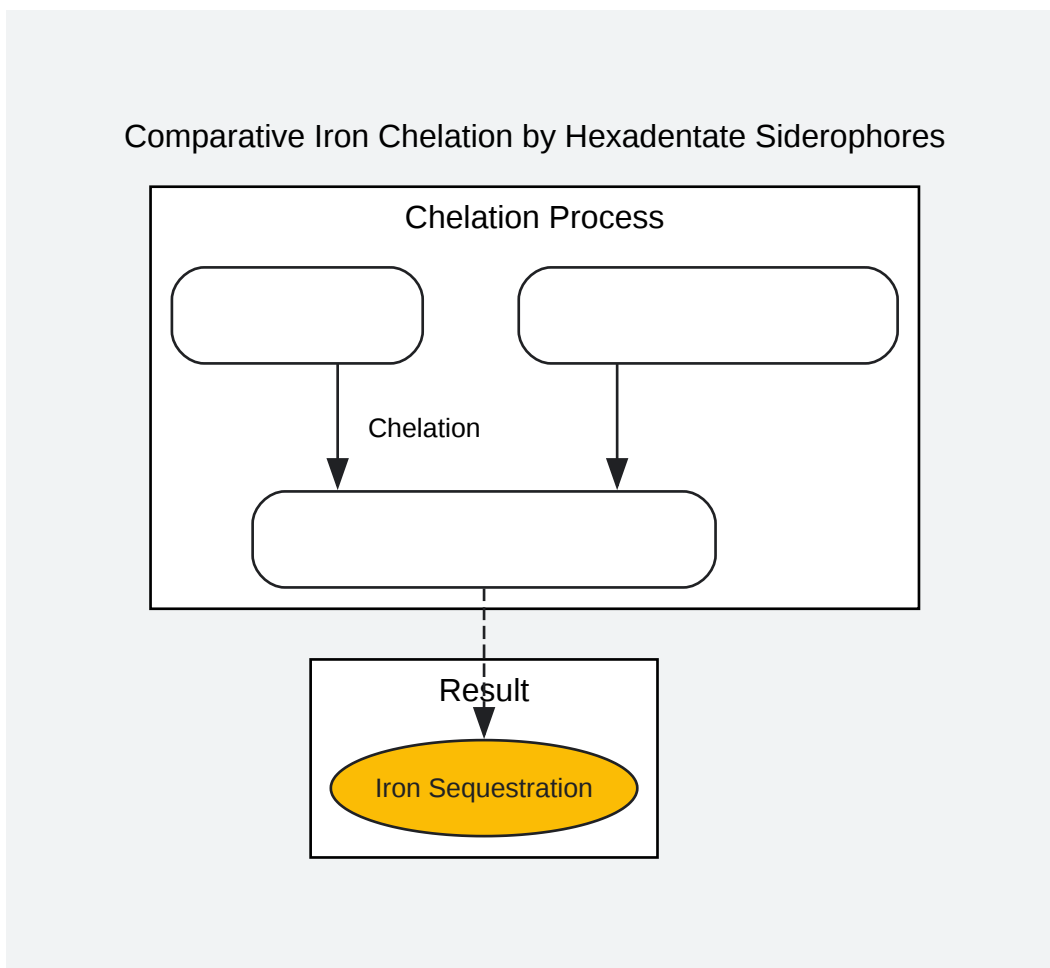 Comparative Iron Chelation by Hexadentate Siderophores
Chelation Process
Chelation
Result
Iron Sequestration